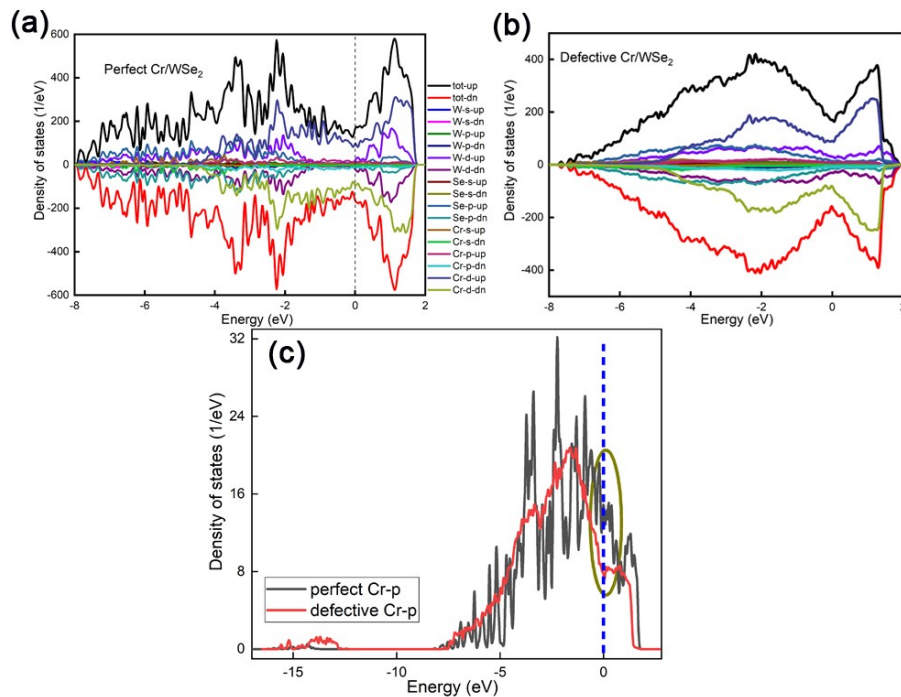 (a)
600
400
200
0
-200
-400
-600
Density of states (1/eV)
Perfect Cr/WSe₂
-8
-6
-4
-2
0
2
Energy (eV)
tot-up
tot-dn
W-s-up
W-s-dn
W-p-up
W-p-dn
W-d-up
W-d-dn
Se-s-up
Se-s-dn
Se-p-up
Se-p-dn
Cr-s-up
Cr-s-dn
Cr-p-up
Cr-p-dn
Cr-d-up
Cr-d-dn
(b)
400
200
0
-200
-400
Density of states (1/eV)
Defective Cr/WSe₂
-8
-6
-4
-2
0
2
Energy (eV)
(c)
32
24
16
8
0
Density of states (1/eV)
perfect Cr-p
defective Cr-p
-15
-10
-5
0
Energy (eV)